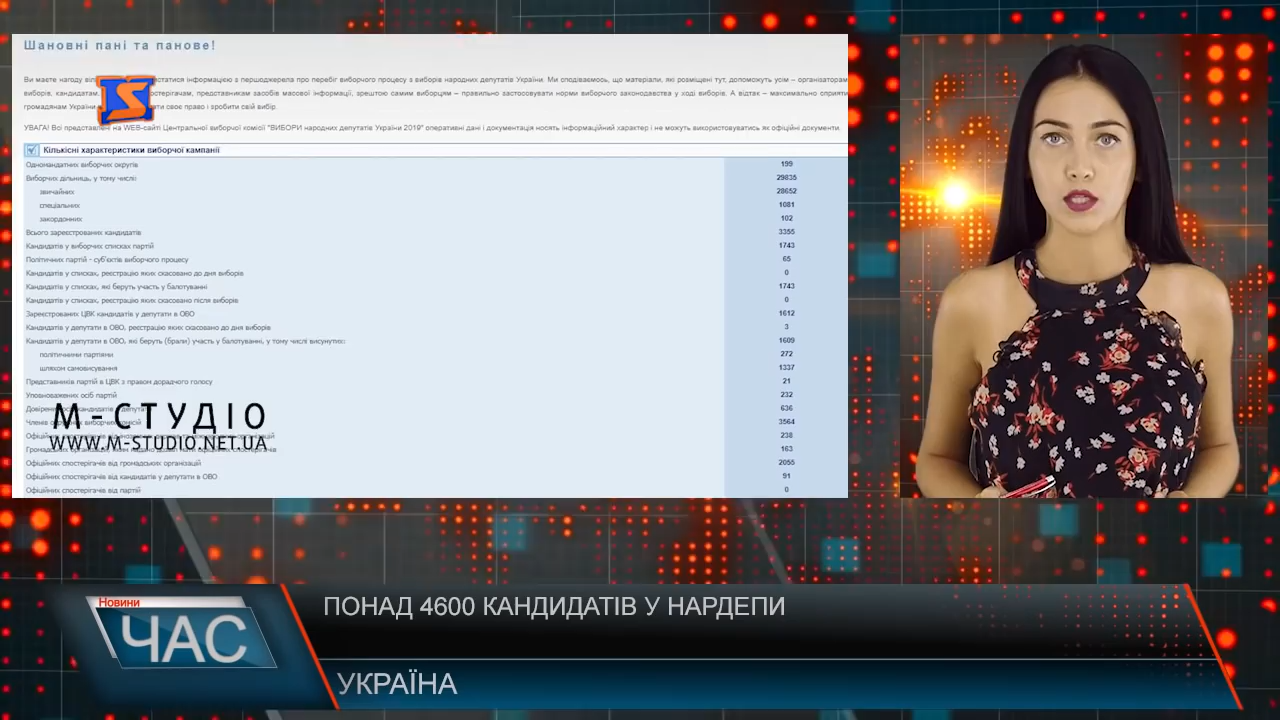 Шановні пані та панове!
Ви маєте нагоду статися інформацією з першоджерела про перебіг виборчого процесу з виборів народних депутатів України. Ми сподіваємось, що матеріали, які розміщені тут, допоможуть усім – організаторам
виборів, кандидатам, постерігачам, представникам засобів масової інформації, зрештою самим виборцям – правильно застосовувати норми виборчого законодавства у ході виборів. А відтак – максимально сприяти
громадянам України ати своє право і зробити свій вибір.
УВАГА! Всі представлені на WEB-сайті Центральної виборчої комісії "ВИБОРИ народних депутатів України 2019" оперативні дані і документація носять інформаційний характер і не можуть використовуватись як офіційні документи.
Кількісні характеристики виборчої кампанії
Одномандатних виборчих округів 199
Виборчих дільниць, у тому числі: 29835
звичайних 28652
спеціальних 1081
закордонних 102
Всього зареєстрованих кандидатів 3355
Кандидатів у виборчих списках партій 1743
Політичних партій - суб'єктів виборчого процесу 65
Кандидатів у списках, реєстрацію яких скасовано до дня виборів 0
Кандидатів у списках, які беруть участь у балотуванні 1743
Кандидатів у списках, реєстрацію яких скасовано після виборів 0
Зареєстрованих ЦВК кандидатів у депутати в ОВО 1612
Кандидатів у депутати в ОВО, реєстрацію яких скасовано до дня виборів 3
Кандидатів у депутати в ОВО, які беруть (брали) участь у балотуванні, у тому числі висунутих: 1609
політичними партіями 272
шляхом самовисування 1337
Представників партій в ЦВК з правом дорадчого голосу 21
Уповноважених осіб партій 232
Довірених осіб кандидатів у депутати 636
Членів окружних виборчих комісій 3564
238
163
Офіційних спостерігачів від громадських організацій 2055
Офіційних спостерігачів від кандидатів у депутати в ОВО 91
Офіційних спостерігачів від партій 0
М-СТУДІО
WWW.M-STUDIO.NET.UA
Новини
ЧАС
ПОНАД 4600 КАНДИДАТІВ У НАРДЕПИ
УКРАЇНА